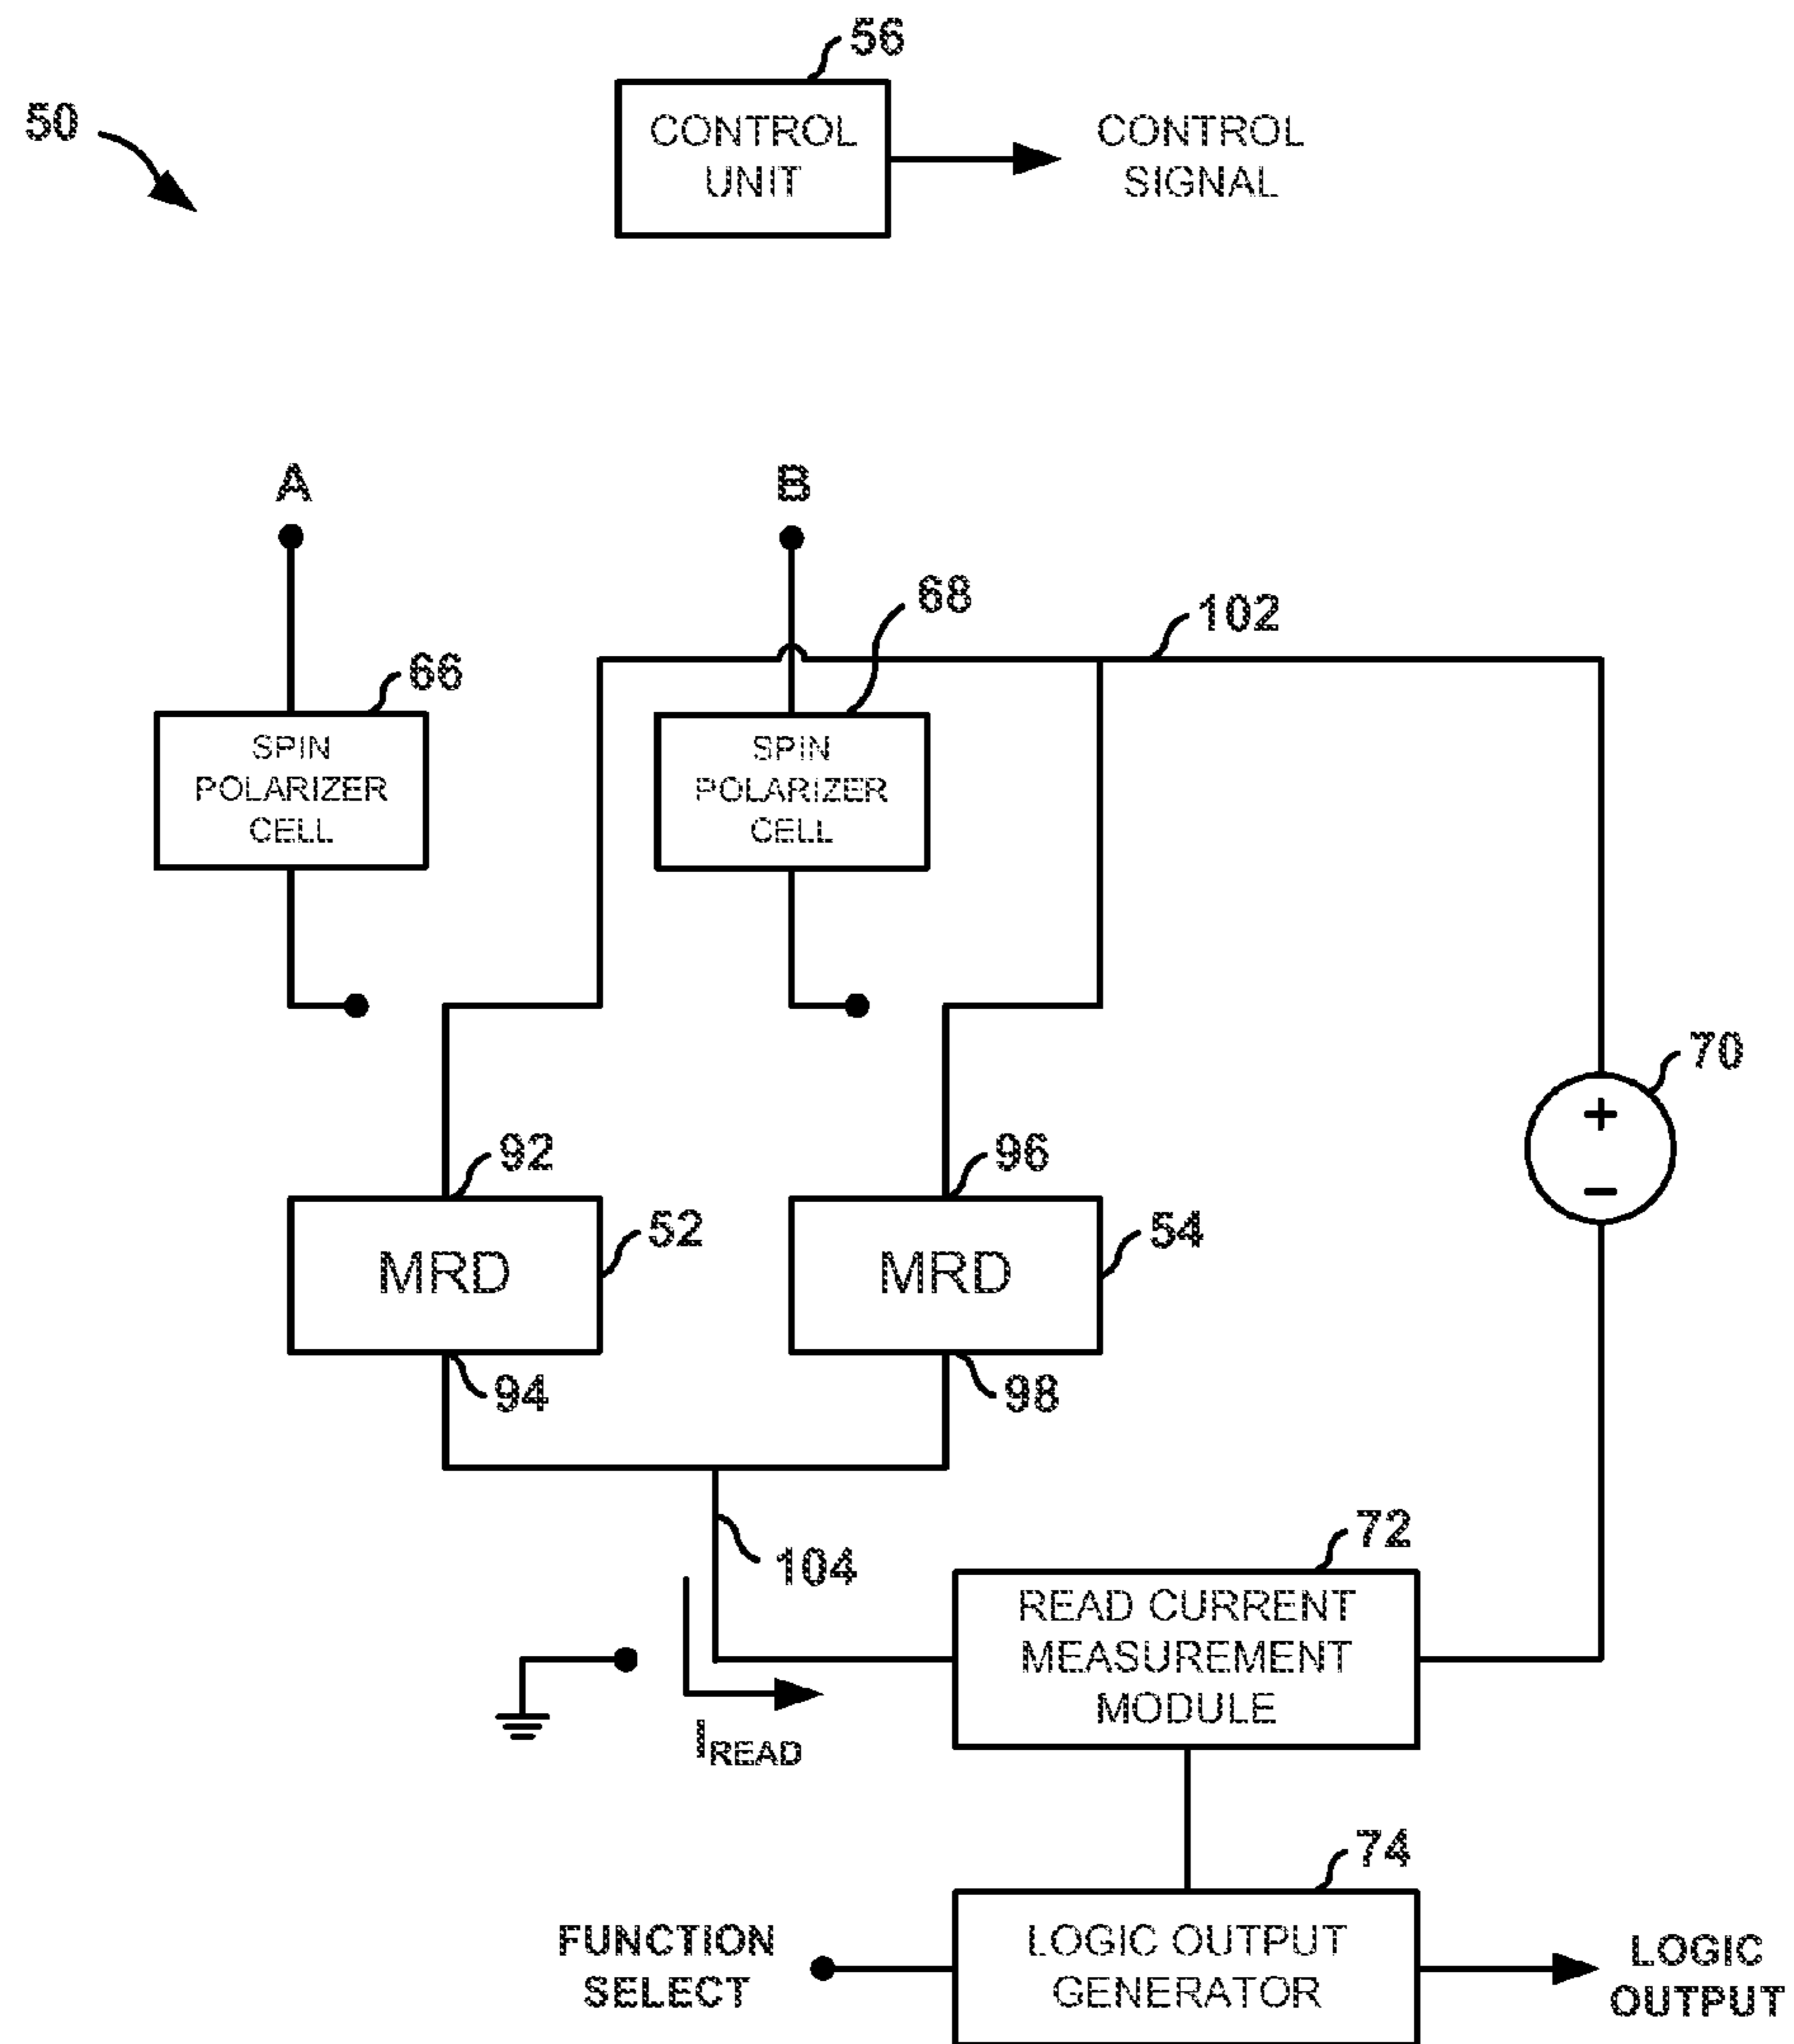 56
50
CONTROL
UNIT
CONTROL
SIGNAL
A
B
68
102
66
SPIN
POLARIZER
CELL
SPIN
POLARIZER
CELL
70
92
96
52
54
MRD
MRD
94
98
72
104
READ CURRENT
MEASUREMENT
MODULE
+
−
IREAD
74
FUNCTION
SELECT
LOGIC OUTPUT
GENERATOR
LOGIC
OUTPUT